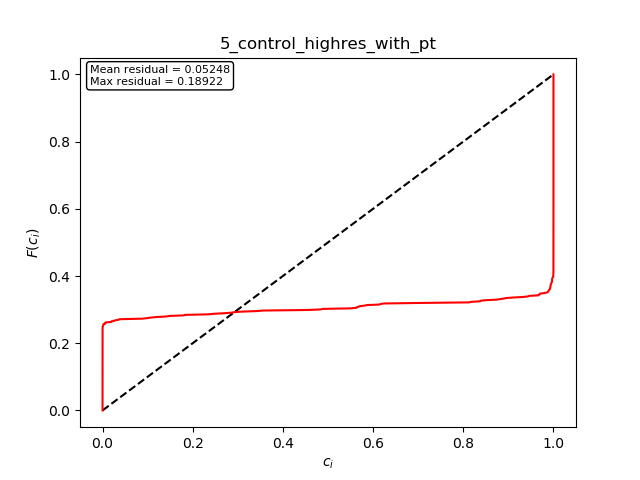 5_control_highres_with_pt
Mean residual = 0.05248
Max residual = 0.18922
1.0
0.8
0.6
0.4
0.2
0.0
F(c_i)
0.0 0.2 0.4 0.6 0.8 1.0
c_i